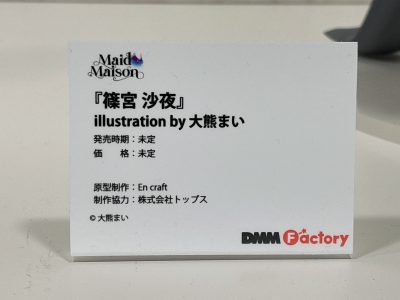 Maid Maison
『篠宮 沙夜』
illustration by 大熊まい
発売時期：未定
価　　格：未定
原型制作：En craft
制作協力：株式会社トップス
© 大熊まい
DMM Factory